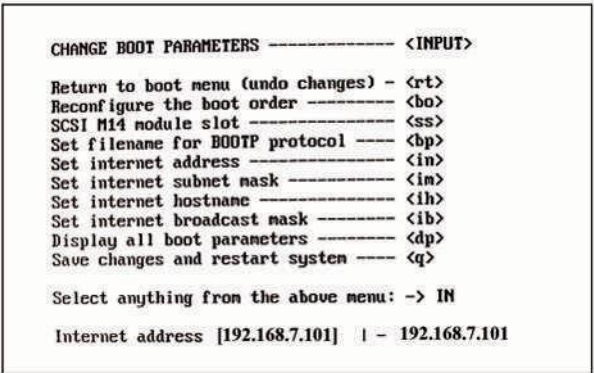 CHANGE BOOT PARAMETERS ------------- <INPUT>
Return to boot menu (undo changes) - <rt>
Reconfigure the boot order --------- <bo>
SCSI M14 module slot --------------- <ss>
Set filename for BOOTP protocol ---- <bp>
Set internet address --------------- <in>
Set internet subnet mask ----------- <im>
Set internet hostname -------------- <ih>
Set internet broadcast mask -------- <ib>
Display all boot parameters -------- <dp>
Save changes and restart system ---- <q>
Select anything from the above menu: -> IN
Internet address [192.168.7.101] | - 192.168.7.101